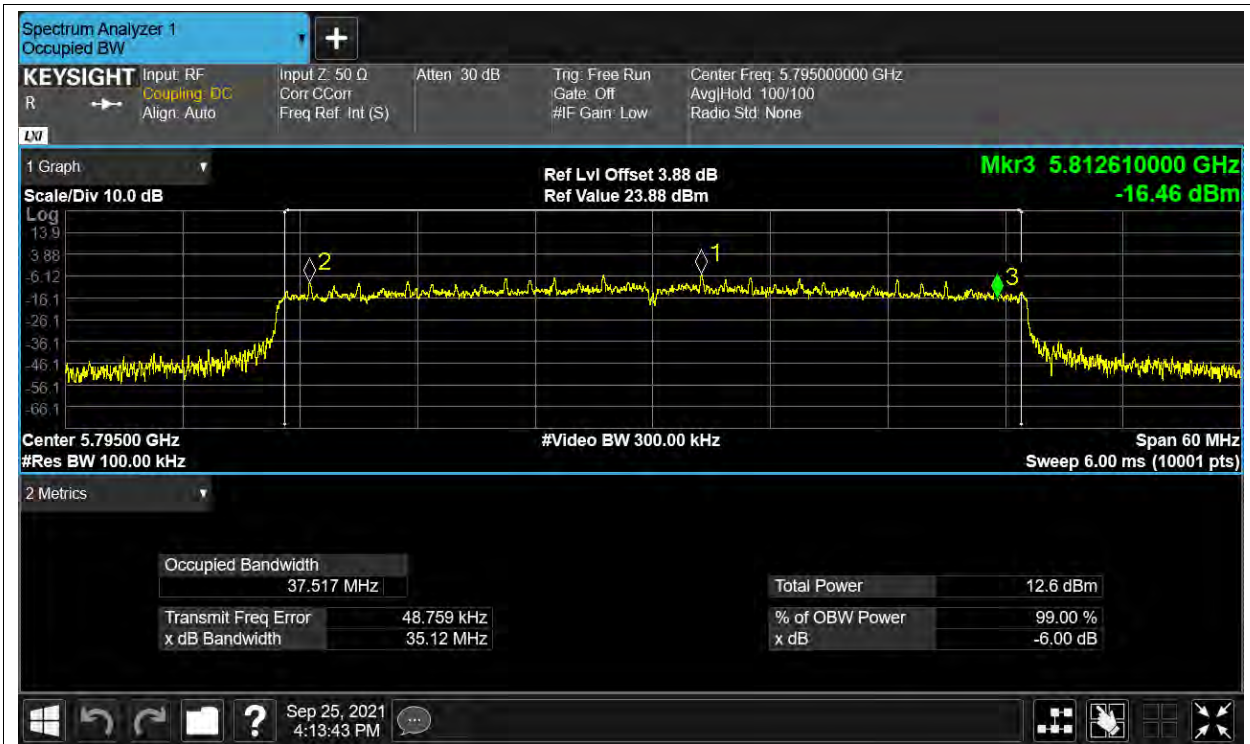 Spectrum Analyzer 1
Occupied BW
+
KEYSIGHT
R
LXI
Input: RF
Coupling: DC
Align: Auto
Input Z: 50 Ω
Corr CCorr
Freq Ref: Int (S)
Atten: 30 dB
Trig: Free Run
Gate: Off
#IF Gain: Low
Center Freq: 5.795000000 GHz
Avg|Hold: 100/100
Radio Std: None
1 Graph
Scale/Div 10.0 dB
Ref Lvl Offset 3.88 dB
Ref Value 23.88 dBm
Mkr3 5.812610000 GHz
-16.46 dBm
Log
13.9
3.88
-6.12
-16.1
-26.1
-36.1
-46.1
-56.1
-66.1
2
1
3
Center 5.79500 GHz
#Res BW 100.00 kHz
#Video BW 300.00 kHz
Span 60 MHz
Sweep 6.00 ms (10001 pts)
2 Metrics
Occupied Bandwidth
37.517 MHz
Transmit Freq Error 48.759 kHz
x dB Bandwidth 35.12 MHz
Total Power 12.6 dBm
% of OBW Power 99.00 %
x dB -6.00 dB
?
Sep 25, 2021
4:13:43 PM